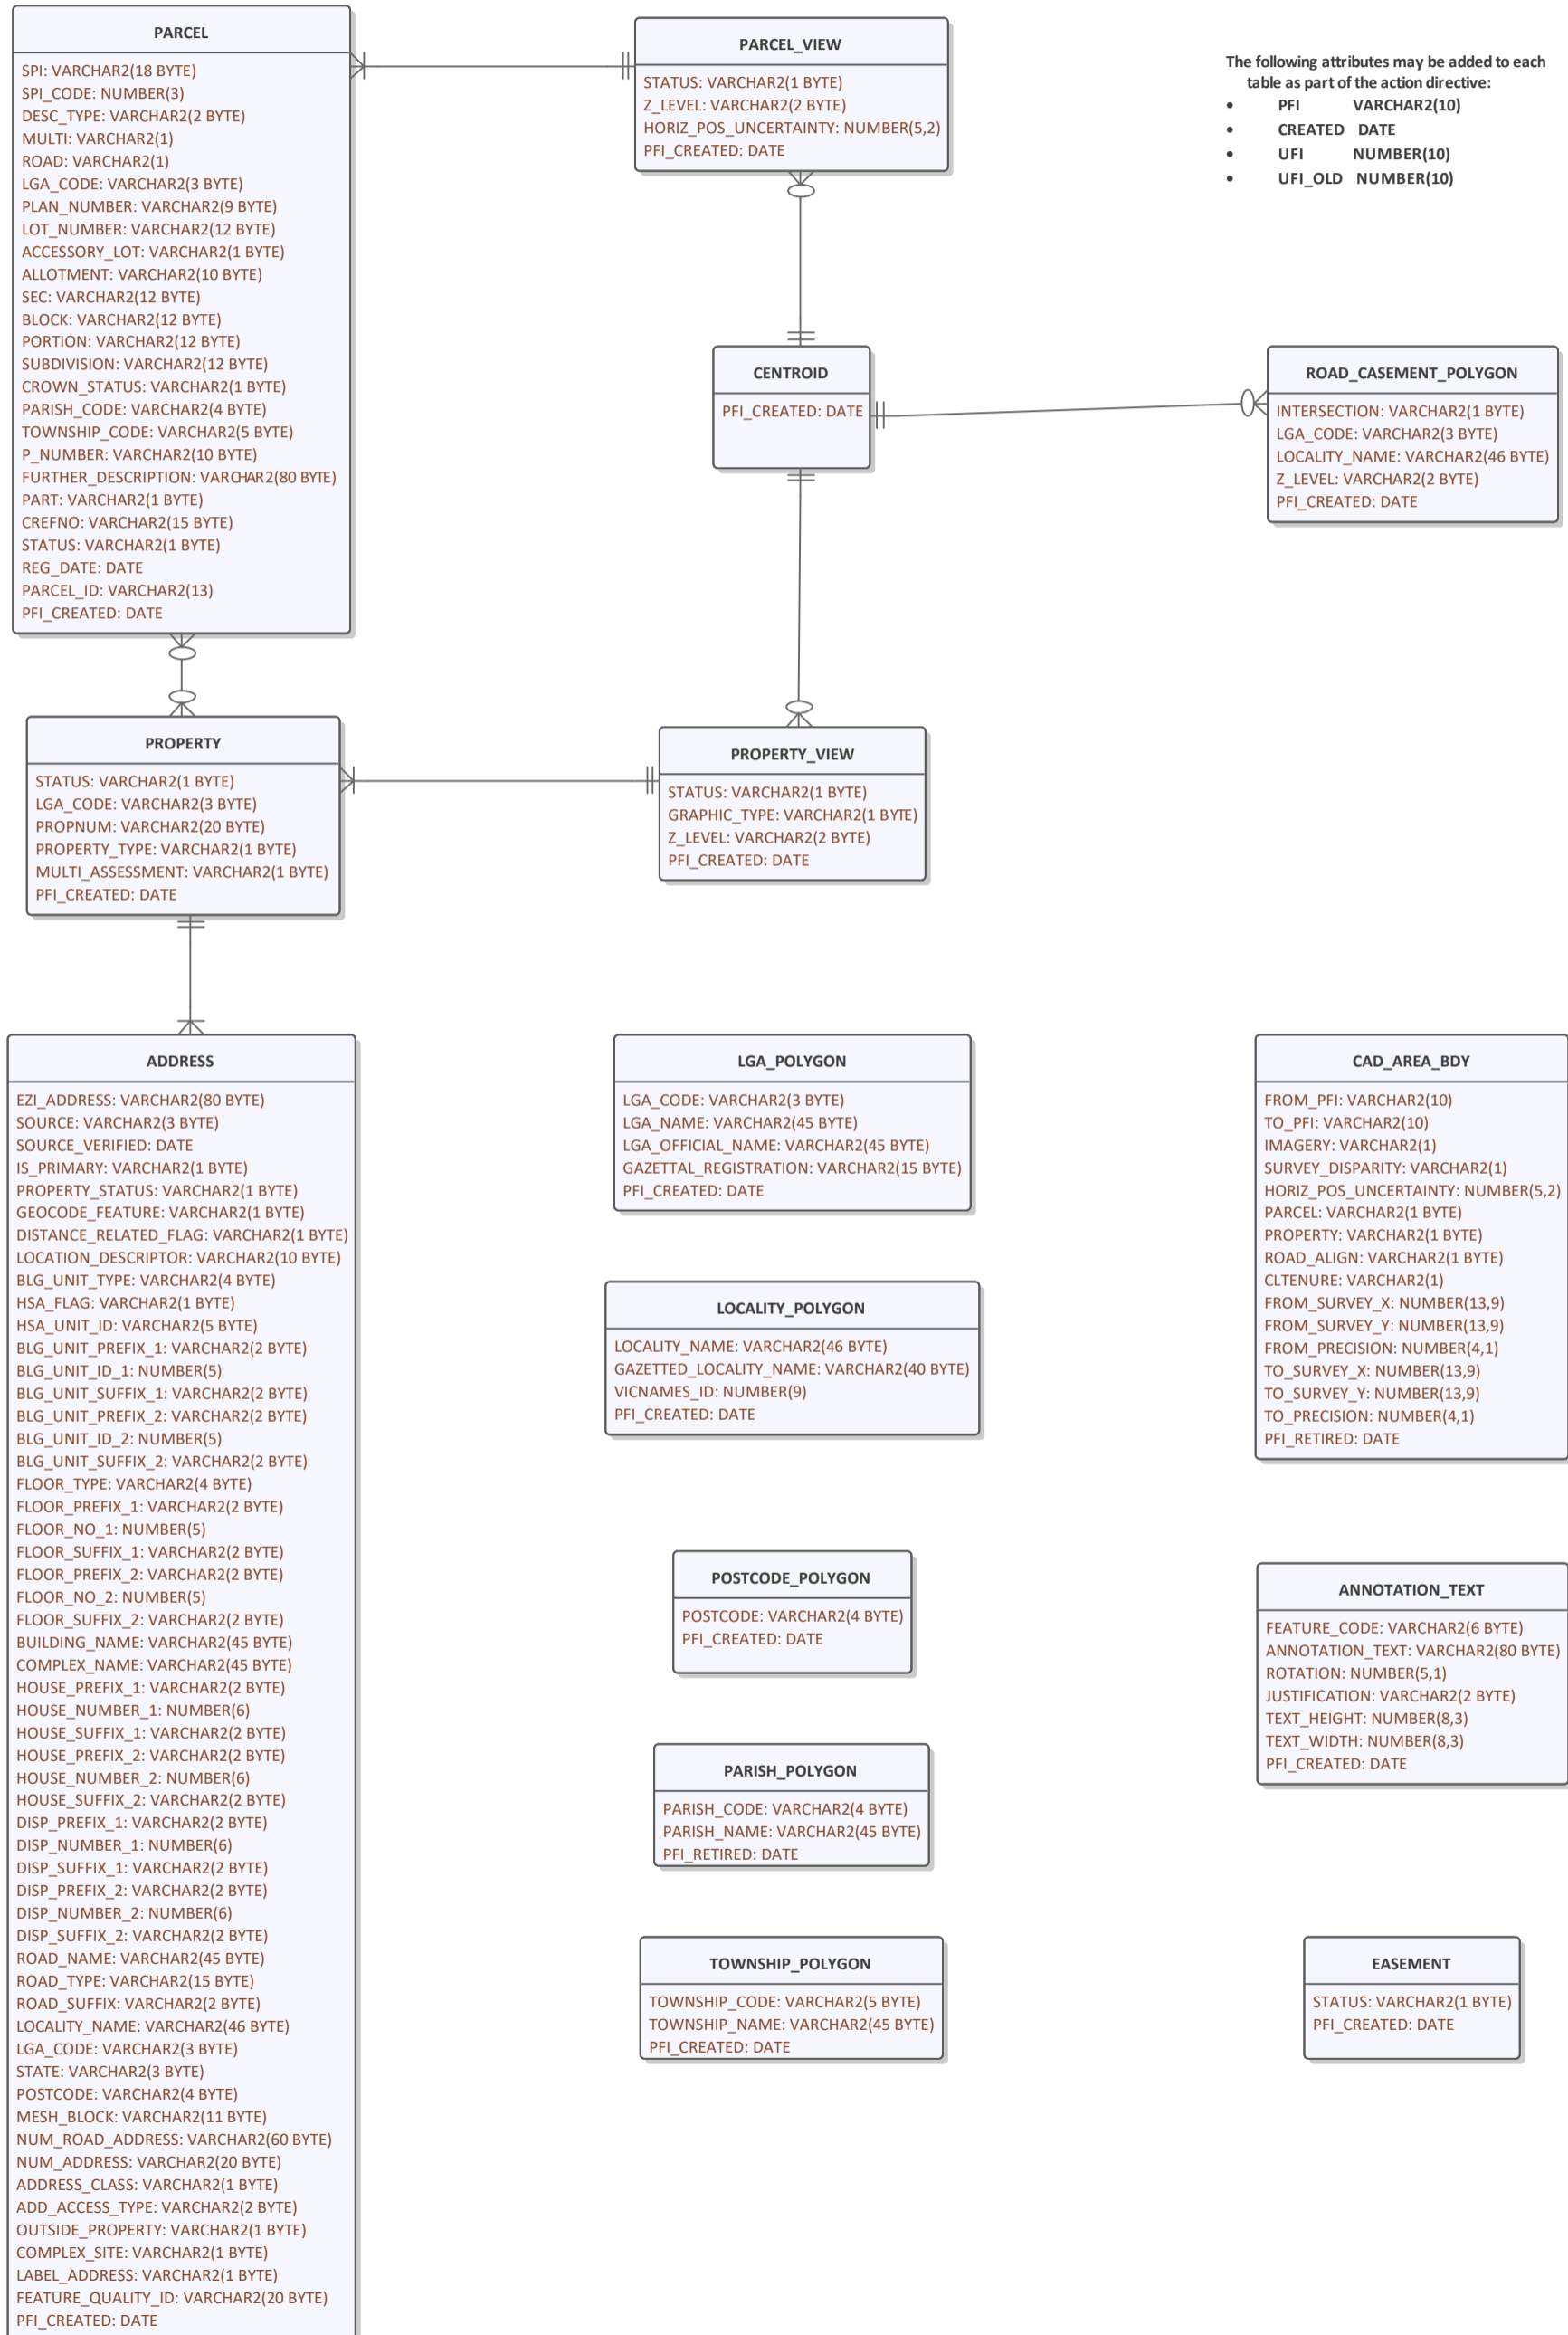 PARCEL
SPI: VARCHAR2(18 BYTE)
SPI_CODE: NUMBER(3)
DESC_TYPE: VARCHAR2(2 BYTE)
MULTI: VARCHAR2(1)
ROAD: VARCHAR2(1)
LGA_CODE: VARCHAR2(3 BYTE)
PLAN_NUMBER: VARCHAR2(9 BYTE)
LOT_NUMBER: VARCHAR2(12 BYTE)
ACCESSORY_LOT: VARCHAR2(1 BYTE)
ALLOTMENT: VARCHAR2(10 BYTE)
SEC: VARCHAR2(12 BYTE)
BLOCK: VARCHAR2(12 BYTE)
PORTION: VARCHAR2(12 BYTE)
SUBDIVISION: VARCHAR2(12 BYTE)
CROWN_STATUS: VARCHAR2(1 BYTE)
PARISH_CODE: VARCHAR2(4 BYTE)
TOWNSHIP_CODE: VARCHAR2(5 BYTE)
P_NUMBER: VARCHAR2(10 BYTE)
FURTHER_DESCRIPTION: VARCHAR2(80 BYTE)
PART: VARCHAR2(1 BYTE)
CREFNO: VARCHAR2(15 BYTE)
STATUS: VARCHAR2(1 BYTE)
REG_DATE: DATE
PARCEL_ID: VARCHAR2(13)
PFI_CREATED: DATE
PARCEL_VIEW
STATUS: VARCHAR2(1 BYTE)
Z_LEVEL: VARCHAR2(2 BYTE)
HORIZ_POS_UNCERTAINTY: NUMBER(5,2)
PFI_CREATED: DATE
The following attributes may be added to each
table as part of the action directive:
• PFI VARCHAR2(10)
• CREATED DATE
• UFI NUMBER(10)
• UFI_OLD NUMBER(10)
CENTROID
PFI_CREATED: DATE
ROAD_CASEMENT_POLYGON
INTERSECTION: VARCHAR2(1 BYTE)
LGA_CODE: VARCHAR2(3 BYTE)
LOCALITY_NAME: VARCHAR2(46 BYTE)
Z_LEVEL: VARCHAR2(2 BYTE)
PFI_CREATED: DATE
PROPERTY
STATUS: VARCHAR2(1 BYTE)
LGA_CODE: VARCHAR2(3 BYTE)
PROPNUM: VARCHAR2(20 BYTE)
PROPERTY_TYPE: VARCHAR2(1 BYTE)
MULTI_ASSESSMENT: VARCHAR2(1 BYTE)
PFI_CREATED: DATE
PROPERTY_VIEW
STATUS: VARCHAR2(1 BYTE)
GRAPHIC_TYPE: VARCHAR2(1 BYTE)
Z_LEVEL: VARCHAR2(2 BYTE)
PFI_CREATED: DATE
ADDRESS
EZI_ADDRESS: VARCHAR2(80 BYTE)
SOURCE: VARCHAR2(3 BYTE)
SOURCE_VERIFIED: DATE
IS_PRIMARY: VARCHAR2(1 BYTE)
PROPERTY_STATUS: VARCHAR2(1 BYTE)
GEOCODE_FEATURE: VARCHAR2(1 BYTE)
DISTANCE_RELATED_FLAG: VARCHAR2(1 BYTE)
LOCATION_DESCRIPTOR: VARCHAR2(10 BYTE)
BLG_UNIT_TYPE: VARCHAR2(4 BYTE)
HSA_FLAG: VARCHAR2(1 BYTE)
HSA_UNIT_ID: VARCHAR2(5 BYTE)
BLG_UNIT_PREFIX_1: VARCHAR2(2 BYTE)
BLG_UNIT_ID_1: NUMBER(5)
BLG_UNIT_SUFFIX_1: VARCHAR2(2 BYTE)
BLG_UNIT_PREFIX_2: VARCHAR2(2 BYTE)
BLG_UNIT_ID_2: NUMBER(5)
BLG_UNIT_SUFFIX_2: VARCHAR2(2 BYTE)
FLOOR_TYPE: VARCHAR2(4 BYTE)
FLOOR_PREFIX_1: VARCHAR2(2 BYTE)
FLOOR_NO_1: NUMBER(5)
FLOOR_SUFFIX_1: VARCHAR2(2 BYTE)
FLOOR_PREFIX_2: VARCHAR2(2 BYTE)
FLOOR_NO_2: NUMBER(5)
FLOOR_SUFFIX_2: VARCHAR2(2 BYTE)
BUILDING_NAME: VARCHAR2(45 BYTE)
COMPLEX_NAME: VARCHAR2(45 BYTE)
HOUSE_PREFIX_1: VARCHAR2(2 BYTE)
HOUSE_NUMBER_1: NUMBER(6)
HOUSE_SUFFIX_1: VARCHAR2(2 BYTE)
HOUSE_PREFIX_2: VARCHAR2(2 BYTE)
HOUSE_NUMBER_2: NUMBER(6)
HOUSE_SUFFIX_2: VARCHAR2(2 BYTE)
DISP_PREFIX_1: VARCHAR2(2 BYTE)
DISP_NUMBER_1: NUMBER(6)
DISP_SUFFIX_1: VARCHAR2(2 BYTE)
DISP_PREFIX_2: VARCHAR2(2 BYTE)
DISP_NUMBER_2: NUMBER(6)
DISP_SUFFIX_2: VARCHAR2(2 BYTE)
ROAD_NAME: VARCHAR2(45 BYTE)
ROAD_TYPE: VARCHAR2(15 BYTE)
ROAD_SUFFIX: VARCHAR2(2 BYTE)
LOCALITY_NAME: VARCHAR2(46 BYTE)
LGA_CODE: VARCHAR2(3 BYTE)
STATE: VARCHAR2(3 BYTE)
POSTCODE: VARCHAR2(4 BYTE)
MESH_BLOCK: VARCHAR2(11 BYTE)
NUM_ROAD_ADDRESS: VARCHAR2(60 BYTE)
NUM_ADDRESS: VARCHAR2(20 BYTE)
ADDRESS_CLASS: VARCHAR2(1 BYTE)
ADD_ACCESS_TYPE: VARCHAR2(2 BYTE)
OUTSIDE_PROPERTY: VARCHAR2(1 BYTE)
COMPLEX_SITE: VARCHAR2(1 BYTE)
LABEL_ADDRESS: VARCHAR2(1 BYTE)
FEATURE_QUALITY_ID: VARCHAR2(20 BYTE)
PFI_CREATED: DATE
LGA_POLYGON
LGA_CODE: VARCHAR2(3 BYTE)
LGA_NAME: VARCHAR2(45 BYTE)
LGA_OFFICIAL_NAME: VARCHAR2(45 BYTE)
GAZETTAL_REGISTRATION: VARCHAR2(15 BYTE)
PFI_CREATED: DATE
LOCALITY_POLYGON
LOCALITY_NAME: VARCHAR2(46 BYTE)
GAZETTED_LOCALITY_NAME: VARCHAR2(40 BYTE)
VICNAMES_ID: NUMBER(9)
PFI_CREATED: DATE
POSTCODE_POLYGON
POSTCODE: VARCHAR2(4 BYTE)
PFI_CREATED: DATE
PARISH_POLYGON
PARISH_CODE: VARCHAR2(4 BYTE)
PARISH_NAME: VARCHAR2(45 BYTE)
PFI_RETIRED: DATE
TOWNSHIP_POLYGON
TOWNSHIP_CODE: VARCHAR2(5 BYTE)
TOWNSHIP_NAME: VARCHAR2(45 BYTE)
PFI_CREATED: DATE
CAD_AREA_BDY
FROM_PFI: VARCHAR2(10)
TO_PFI: VARCHAR2(10)
IMAGERY: VARCHAR2(1)
SURVEY_DISPARITY: VARCHAR2(1)
HORIZ_POS_UNCERTAINTY: NUMBER(5,2)
PARCEL: VARCHAR2(1 BYTE)
PROPERTY: VARCHAR2(1 BYTE)
ROAD_ALIGN: VARCHAR2(1 BYTE)
CLTENURE: VARCHAR2(1)
FROM_SURVEY_X: NUMBER(13,9)
FROM_SURVEY_Y: NUMBER(13,9)
FROM_PRECISION: NUMBER(4,1)
TO_SURVEY_X: NUMBER(13,9)
TO_SURVEY_Y: NUMBER(13,9)
TO_PRECISION: NUMBER(4,1)
PFI_RETIRED: DATE
ANNOTATION_TEXT
FEATURE_CODE: VARCHAR2(6 BYTE)
ANNOTATION_TEXT: VARCHAR2(80 BYTE)
ROTATION: NUMBER(5,1)
JUSTIFICATION: VARCHAR2(2 BYTE)
TEXT_HEIGHT: NUMBER(8,3)
TEXT_WIDTH: NUMBER(8,3)
PFI_CREATED: DATE
EASEMENT
STATUS: VARCHAR2(1 BYTE)
PFI_CREATED: DATE